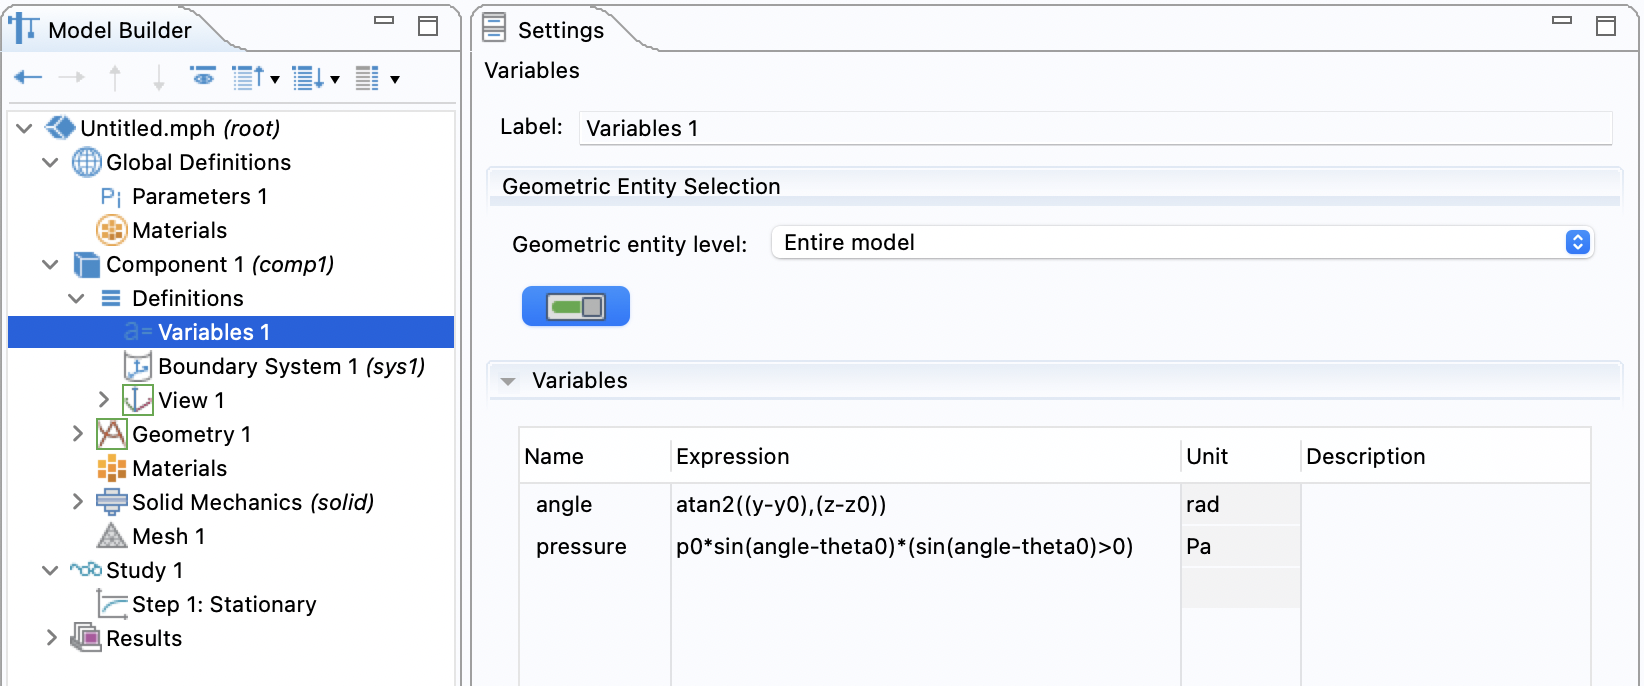 Model Builder
Untitled.mph (root)
Global Definitions
Pi Parameters 1
Materials
Component 1 (comp1)
Definitions
a= Variables 1
Boundary System 1 (sys1)
View 1
Geometry 1
Materials
Solid Mechanics (solid)
Mesh 1
Study 1
Step 1: Stationary
Results
Settings
Variables
Label: Variables 1
Geometric Entity Selection
Geometric entity level: Entire model
Variables
Name Expression Unit Description
angle atan2((y-y0),(z-z0)) rad
pressure p0*sin(angle-theta0)*(sin(angle-theta0)>0) Pa